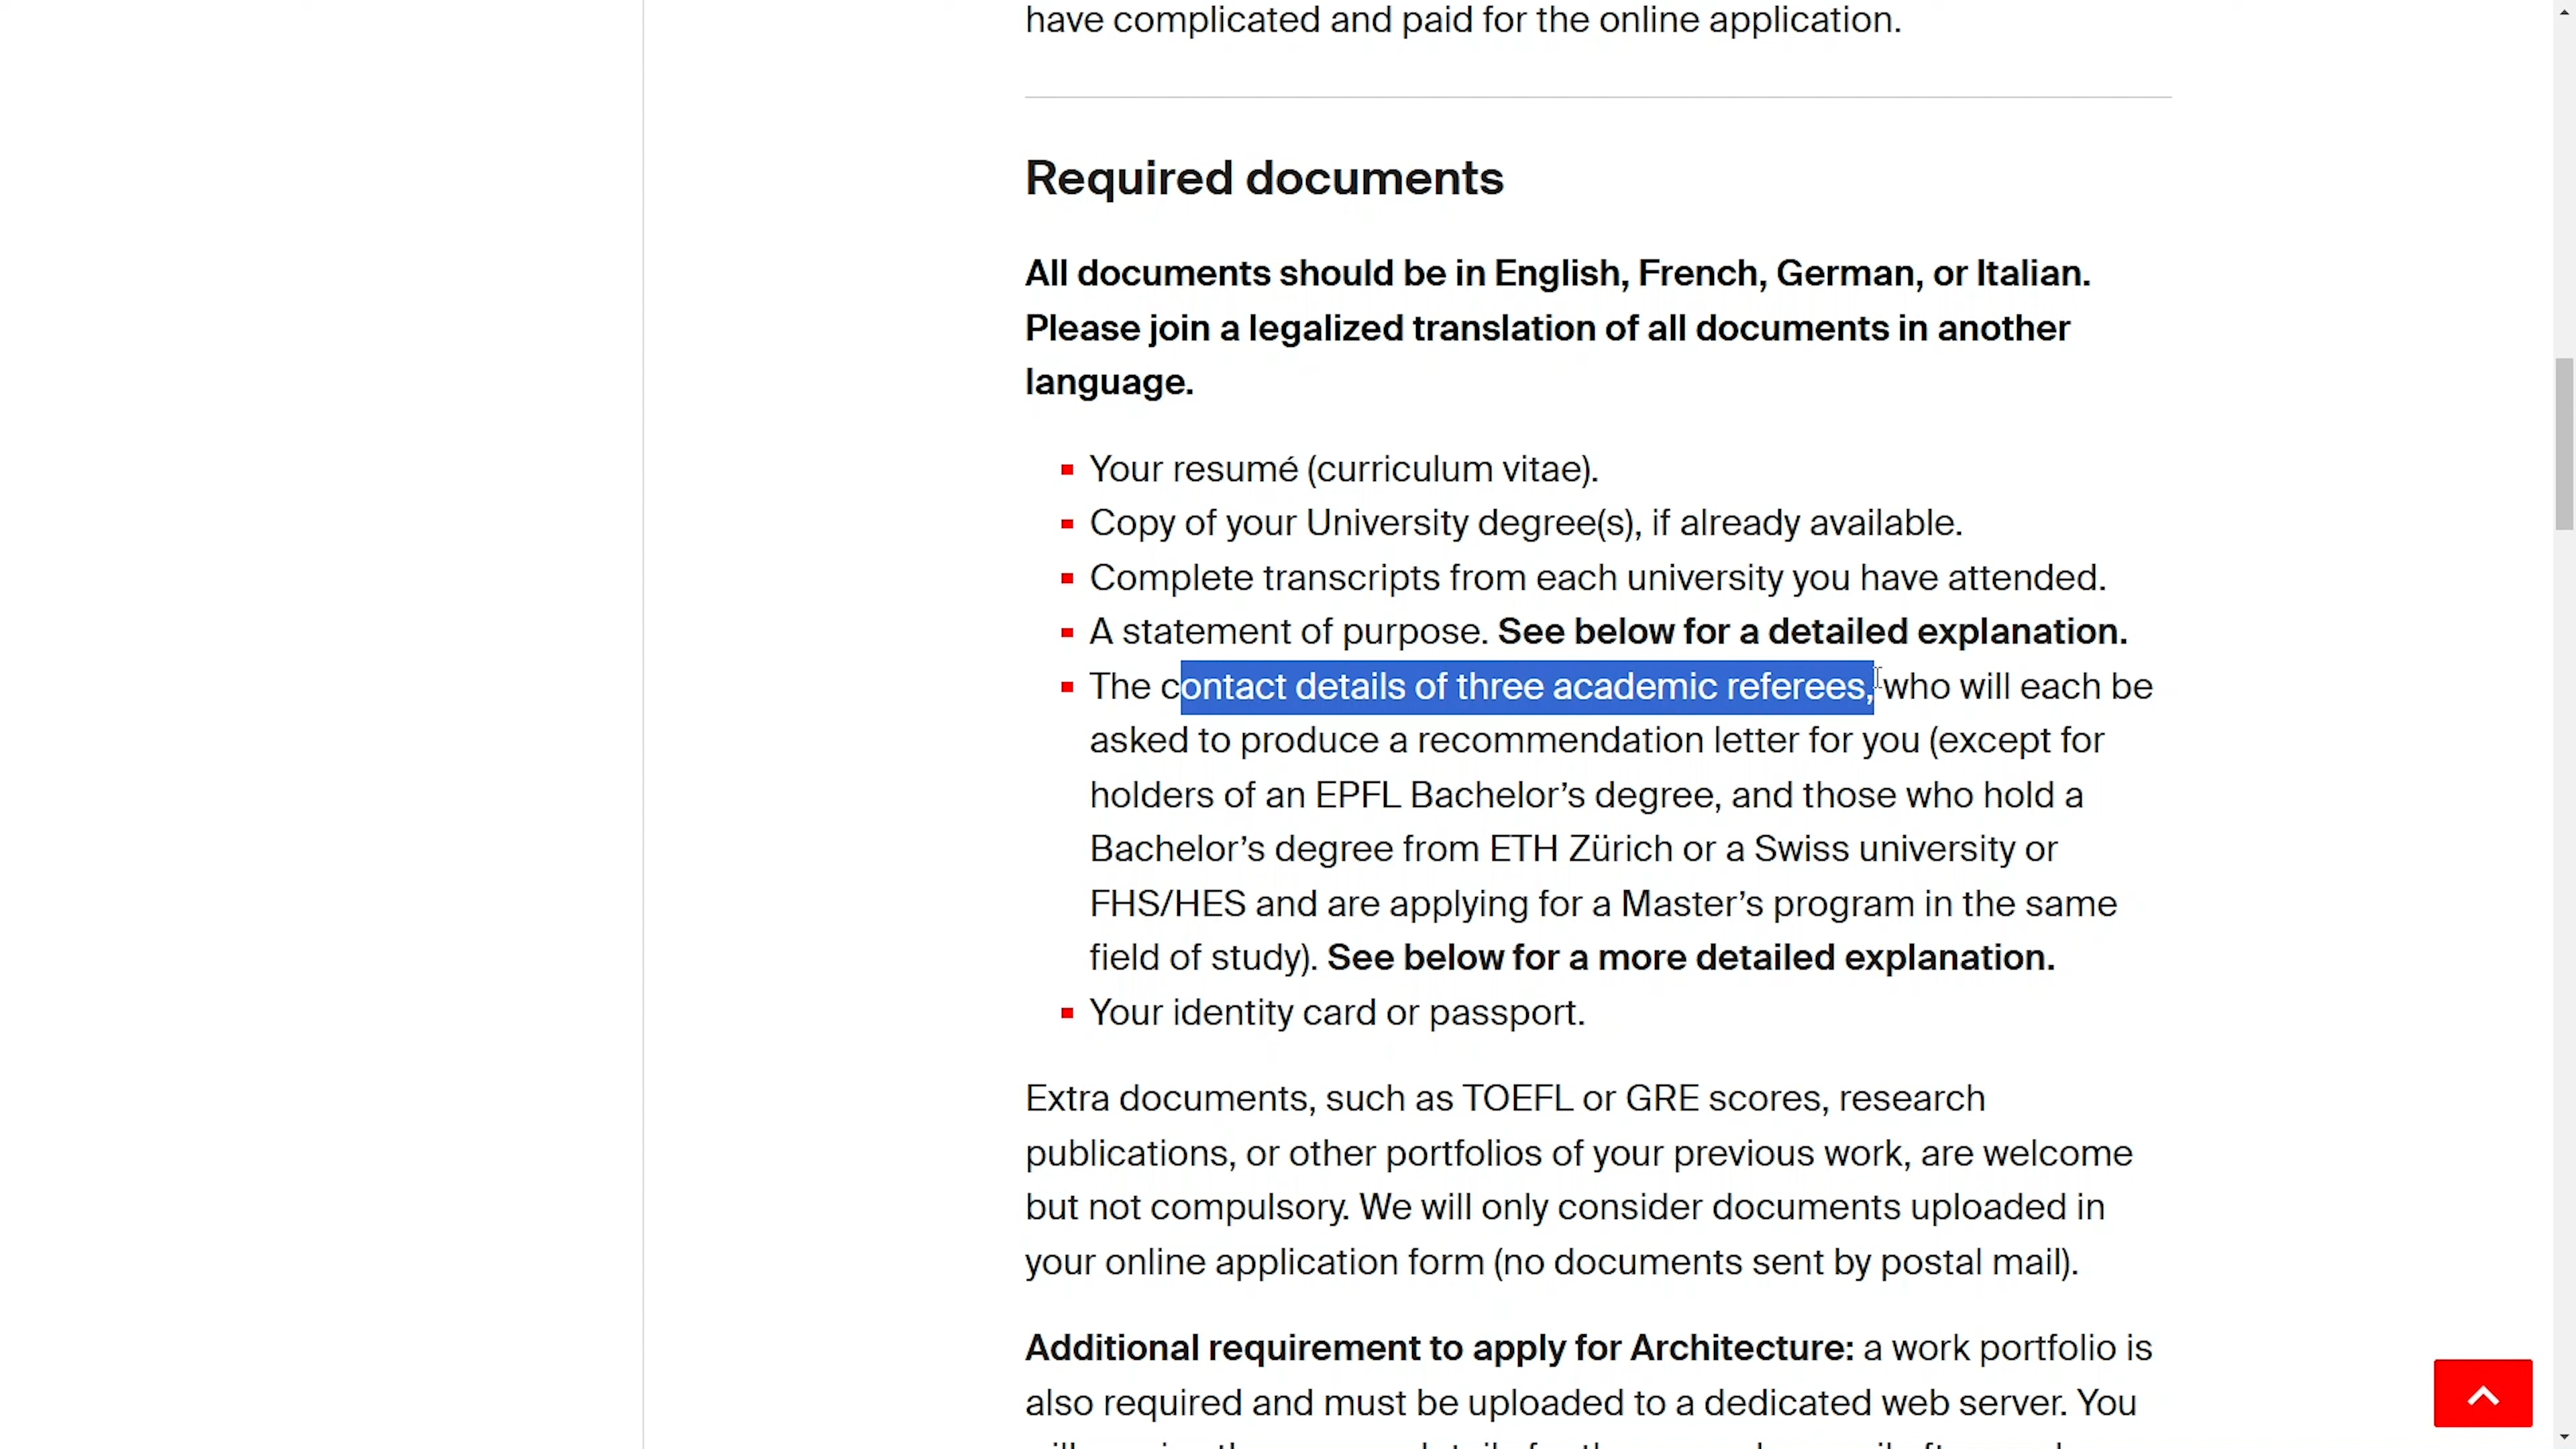 have complicated and paid for the online application.
Required documents
All documents should be in English, French, German, or Italian.
Please join a legalized translation of all documents in another
language.
Your resumé (curriculum vitae).
Copy of your University degree(s), if already available.
Complete transcripts from each university you have attended.
A statement of purpose. See below for a detailed explanation.
The contact details of three academic referees, who will each be
asked to produce a recommendation letter for you (except for
holders of an EPFL Bachelor’s degree, and those who hold a
Bachelor’s degree from ETH Zürich or a Swiss university or
FHS/HES and are applying for a Master’s program in the same
field of study). See below for a more detailed explanation.
Your identity card or passport.
Extra documents, such as TOEFL or GRE scores, research
publications, or other portfolios of your previous work, are welcome
but not compulsory. We will only consider documents uploaded in
your online application form (no documents sent by postal mail).
Additional requirement to apply for Architecture: a work portfolio is
also required and must be uploaded to a dedicated web server. You